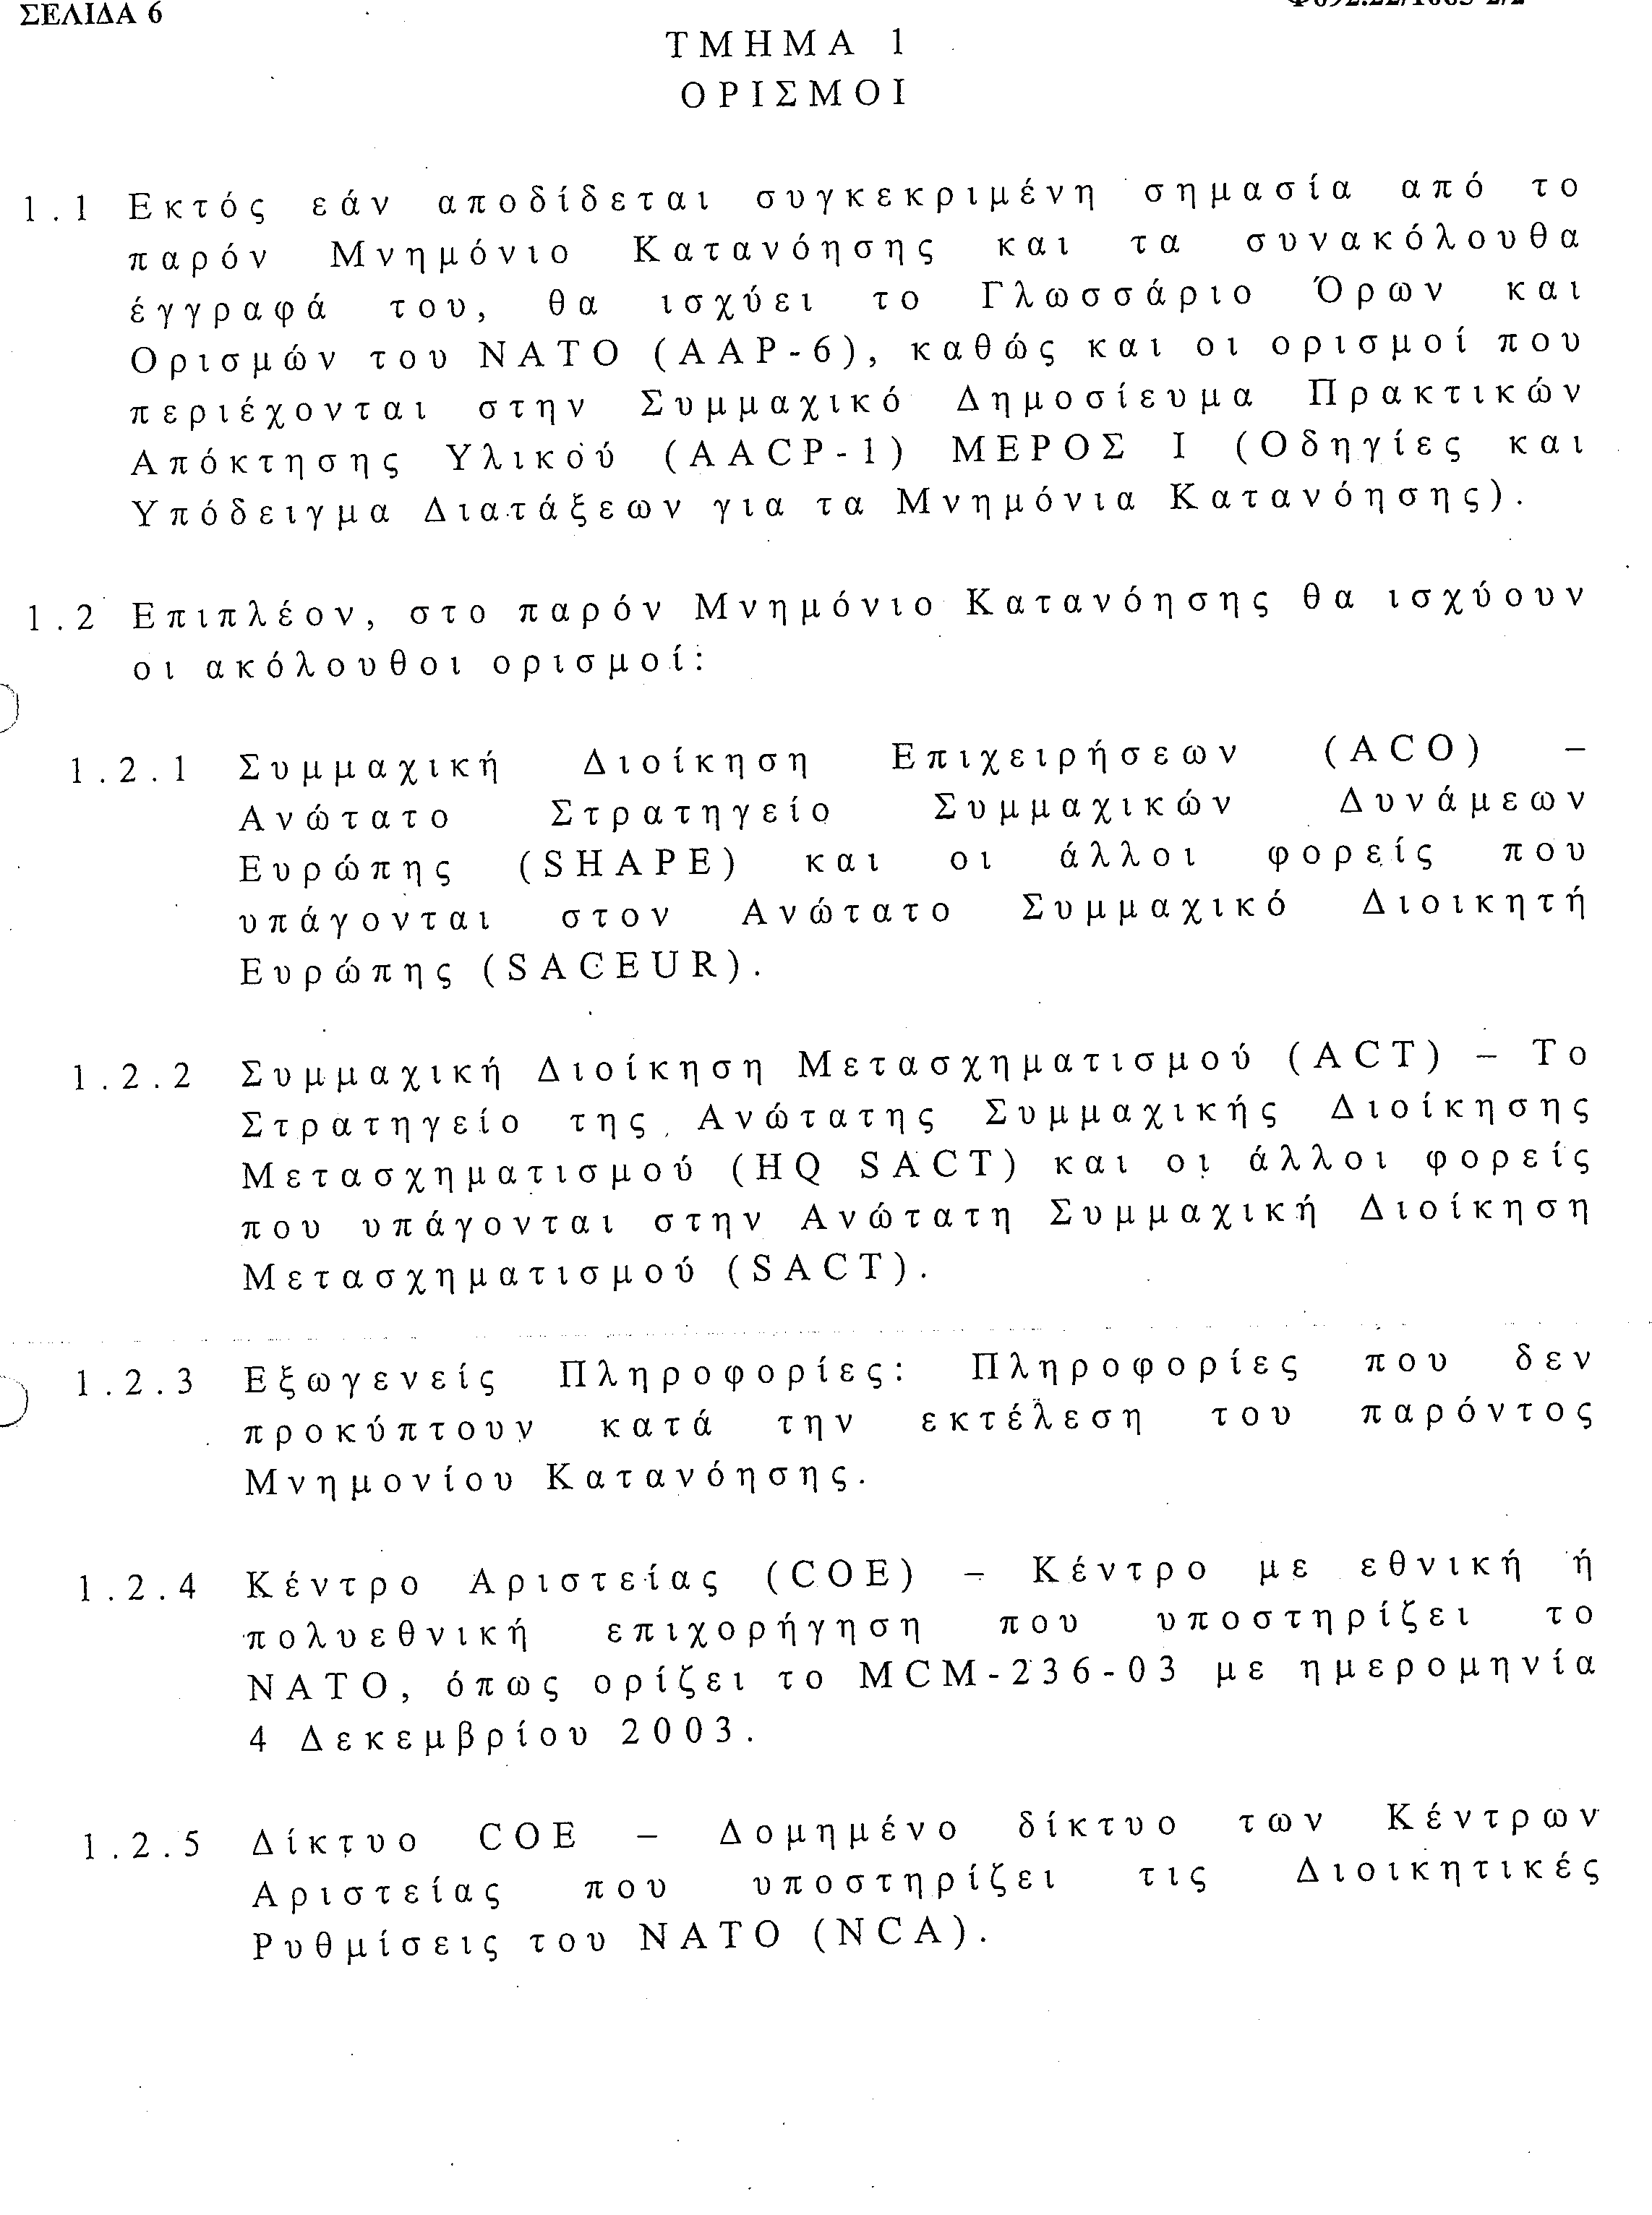 ΣΕΛΙΔΑ 6
ΤΜΗΜΑ 1
ΟΡΙΣΜΟΙ
1.1 Εκτός εάν αποδίδεται συγκεκριμένη σημασία από το
παρόν Μνημόνιο Κατανόησης και τα συνακόλουθα
έγγραφά του, θα ισχύει το Γλωσσάριο Όρων και
Ορισμών του ΝΑΤΟ (AAP-6), καθώς και οι ορισμοί που
περιέχονται στην Συμμαχικό Δημοσίευμα Πρακτικών
Απόκτησης Υλικού (AACP-1) ΜΕΡΟΣ Ι (Οδηγίες και
Υπόδειγμα Διατάξεων για τα Μνημόνια Κατανόησης).
1.2 Επιπλέον, στο παρόν Μνημόνιο Κατανόησης θα ισχύουν
οι ακόλουθοι ορισμοί:
1.2.1 Συμμαχική Διοίκηση Επιχειρήσεων (ACO) –
Ανώτατο Στρατηγείο Συμμαχικών Δυνάμεων
Ευρώπης (SHAPE) και οι άλλοι φορείς που
υπάγονται στον Ανώτατο Συμμαχικό Διοικητή
Ευρώπης (SACEUR).
1.2.2 Συμμαχική Διοίκηση Μετασχηματισμού (ACT) – Το
Στρατηγείο της Ανώτατης Συμμαχικής Διοίκησης
Μετασχηματισμού (HQ SACT) και οι άλλοι φορείς
που υπάγονται στην Ανώτατη Συμμαχική Διοίκηση
Μετασχηματισμού (SACT).
1.2.3 Εξωγενείς Πληροφορίες: Πληροφορίες που δεν
προκύπτουν κατά την εκτέλεση του παρόντος
Μνημονίου Κατανόησης.
1.2.4 Κέντρο Αριστείας (COE) – Κέντρο με εθνική ή
πολυεθνική επιχορήγηση που υποστηρίζει το
ΝΑΤΟ, όπως ορίζει το MCM-236-03 με ημερομηνία
4 Δεκεμβρίου 2003.
1.2.5 Δίκτυο COE – Δομημένο δίκτυο των Κέντρων
Αριστείας που υποστηρίζει τις Διοικητικές
Ρυθμίσεις του ΝΑΤΟ (NCA).